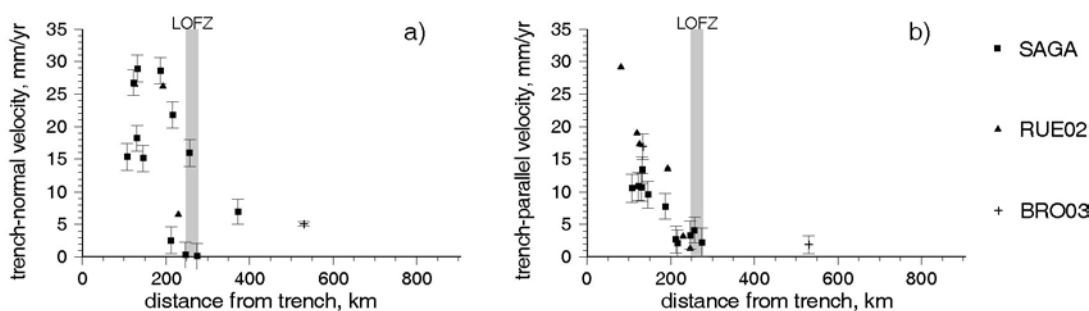 LOFZ
a)
trench-normal velocity, mm/yr
35
30
25
20
15
10
5
0
0 200 400 600 800
distance from trench, km
LOFZ
b)
trench-parallel velocity, mm/yr
35
30
25
20
15
10
5
0
0 200 400 600 800
distance from trench, km
SAGA
RUE02
BRO03